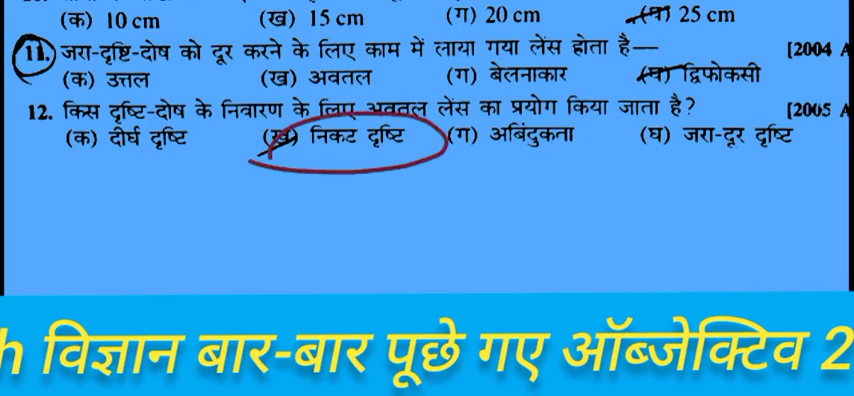 (क) 10 cm (ख) 15 cm (ग) 20 cm (घ) 25 cm
11. जरा-दृष्टि-दोष को दूर करने के लिए काम में लाया गया लेंस होता है— [2004 A
(क) उत्तल (ख) अवतल (ग) बेलनाकार (घ) द्विफोकसी
12. किस दृष्टि-दोष के निवारण के लिए अवतल लेंस का प्रयोग किया जाता है? [2005 A
(क) दीर्घ दृष्टि (ख) निकट दृष्टि (ग) अबिंदुकता (घ) जरा-दूर दृष्टि
h विज्ञान बार-बार पूछे गए ऑब्जेक्टिव 2